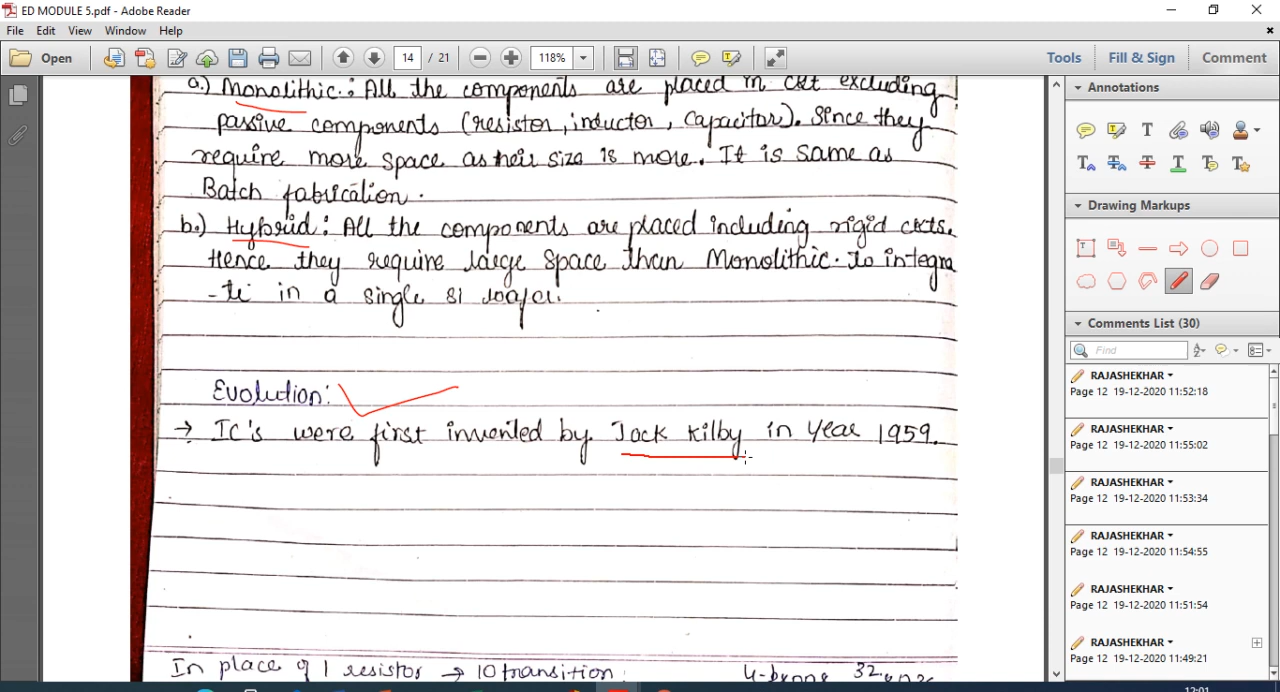 ED MODULE 5.pdf - Adobe Reader
File Edit View Window Help
Open 14 / 21 118% Tools Fill & Sign Comment
a.) Monolithic : All the components are placed in ckt excluding
passive components (resistor, inductor, capacitor). Since they
require more space as their size is more. It is same as
Batch fabrication.
b.) Hybrid : All the components are placed including rigid ckts.
Hence they require large space than Monolithic. to integra
-te in a single si wafer.
Evolution:
→ IC's were first invented by Jack Kilby in year 1959.
In place of 1 resistor → 10 transition
Annotations
Drawing Markups
Comments List (30)
Find
RAJASHEKHAR
Page 12 19-12-2020 11:52:18
RAJASHEKHAR
Page 12 19-12-2020 11:55:02
RAJASHEKHAR
Page 12 19-12-2020 11:53:34
RAJASHEKHAR
Page 12 19-12-2020 11:54:55
RAJASHEKHAR
Page 12 19-12-2020 11:51:54
RAJASHEKHAR
Page 12 19-12-2020 11:49:21
12:01